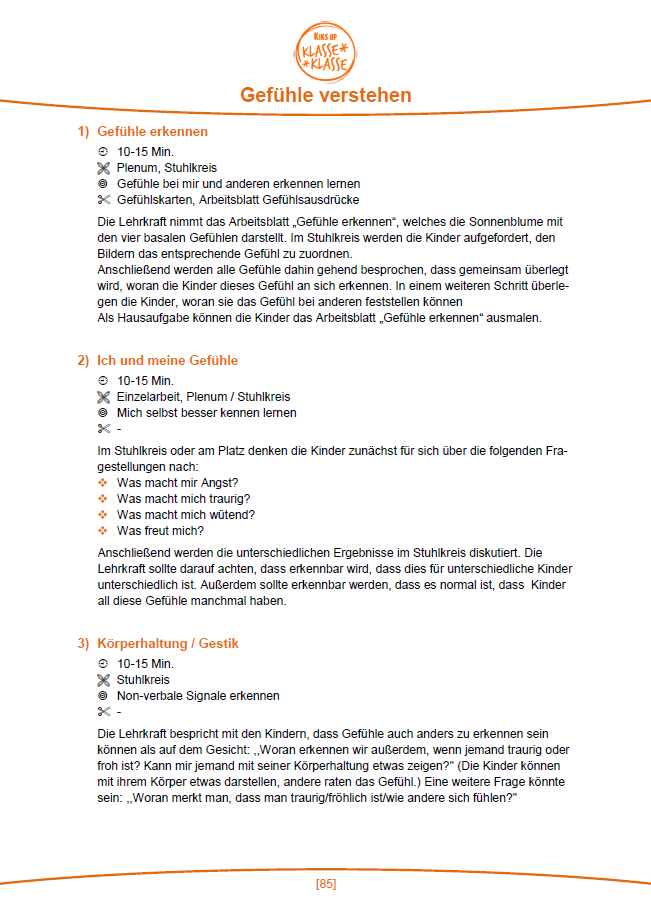 KIKS UP
KLASSE*
*KLASSE
Gefühle verstehen
1) Gefühle erkennen
10-15 Min.
Plenum, Stuhlkreis
Gefühle bei mir und anderen erkennen lernen
Gefühlskarten, Arbeitsblatt Gefühlsausdrücke
Die Lehrkraft nimmt das Arbeitsblatt „Gefühle erkennen“, welches die Sonnenblume mit
den vier basalen Gefühlen darstellt. Im Stuhlkreis werden die Kinder aufgefordert, den
Bildern das entsprechende Gefühl zu zuordnen.
Anschließend werden alle Gefühle dahin gehend besprochen, dass gemeinsam überlegt
wird, woran die Kinder dieses Gefühl an sich erkennen. In einem weiteren Schritt überle-
gen die Kinder, woran sie das Gefühl bei anderen feststellen können
Als Hausaufgabe können die Kinder das Arbeitsblatt „Gefühle erkennen“ ausmalen.
2) Ich und meine Gefühle
10-15 Min.
Einzelarbeit, Plenum / Stuhlkreis
Mich selbst besser kennen lernen
-
Im Stuhlkreis oder am Platz denken die Kinder zunächst für sich über die folgenden Fra-
gestellungen nach:
❖ Was macht mir Angst?
❖ Was macht mich traurig?
❖ Was macht mich wütend?
❖ Was freut mich?
Anschließend werden die unterschiedlichen Ergebnisse im Stuhlkreis diskutiert. Die
Lehrkraft sollte darauf achten, dass erkennbar wird, dass dies für unterschiedliche Kinder
unterschiedlich ist. Außerdem sollte erkennbar werden, dass es normal ist, dass  Kinder
all diese Gefühle manchmal haben.
3) Körperhaltung / Gestik
10-15 Min.
Stuhlkreis
Non-verbale Signale erkennen
-
Die Lehrkraft bespricht mit den Kindern, dass Gefühle auch anders zu erkennen sein
können als auf dem Gesicht: ,,Woran erkennen wir außerdem, wenn jemand traurig oder
froh ist? Kann mir jemand mit seiner Körperhaltung etwas zeigen?" (Die Kinder können
mit ihrem Körper etwas darstellen, andere raten das Gefühl.) Eine weitere Frage könnte
sein: ,,Woran merkt man, dass man traurig/fröhlich ist/wie andere sich fühlen?"
[85]